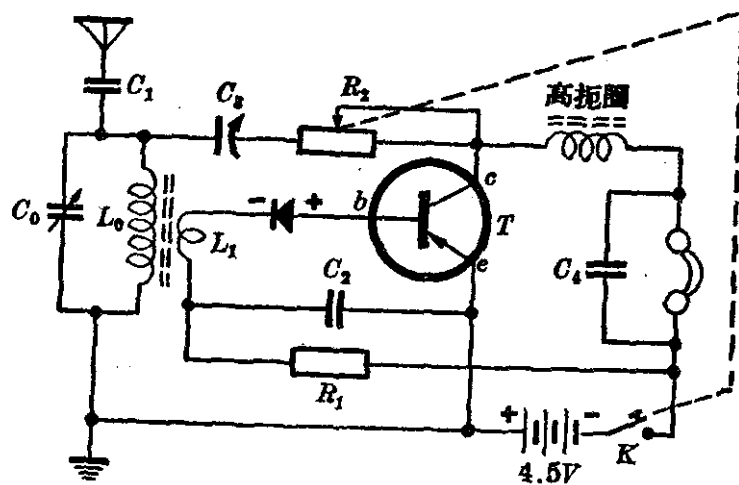 C₁
C₃
R₂
高扼圈
C₀
L₀
L₁
- +
b
c
T
e
C₂
C₄
R₁
+ -
4.5V
K